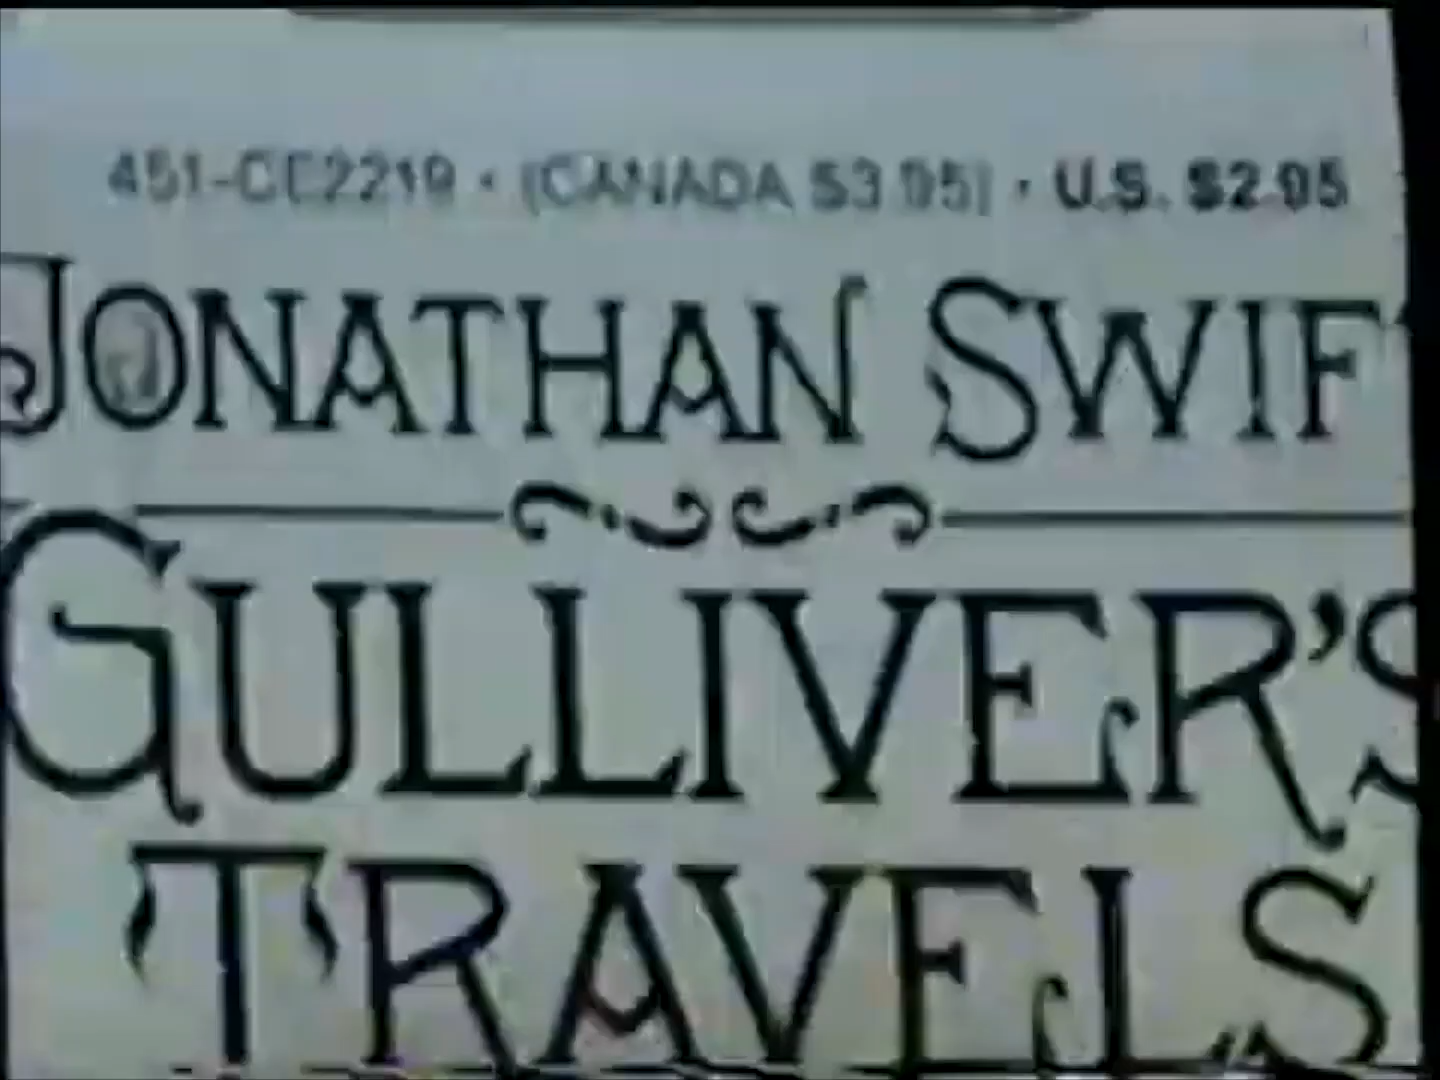 451-CE2219 • (CANADA $3.95) • U.S. $2.95
JONATHAN SWIF
GULLIVER'S
TRAVELS